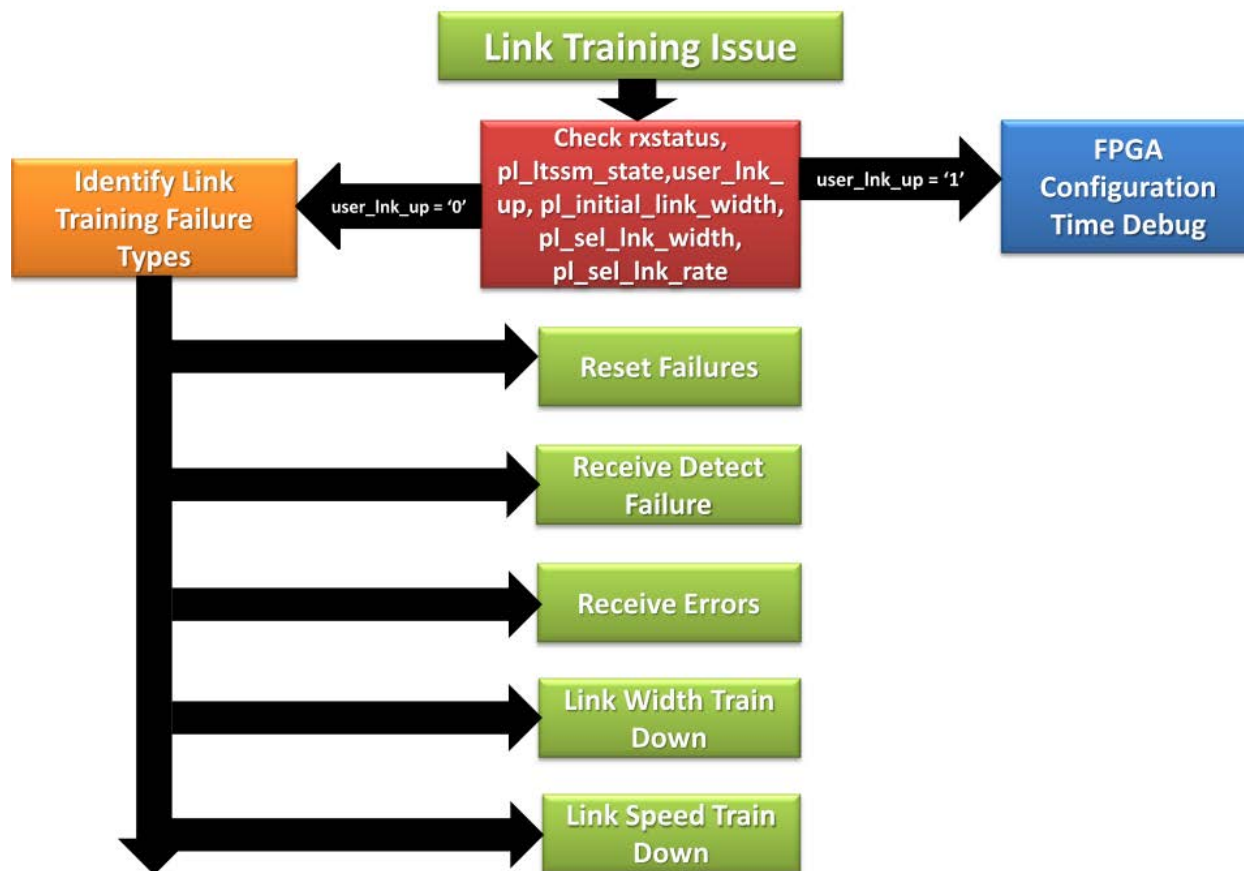 Link Training Issue
Check rxstatus,
pl_ltssm_state,user_lnk_
up, pl_initial_link_width,
pl_sel_lnk_width,
pl_sel_lnk_rate
Identify Link
Training Failure
Types
user_lnk_up = ‘0’
user_lnk_up = ‘1’
FPGA
Configuration
Time Debug
Reset Failures
Receive Detect
Failure
Receive Errors
Link Width Train
Down
Link Speed Train
Down